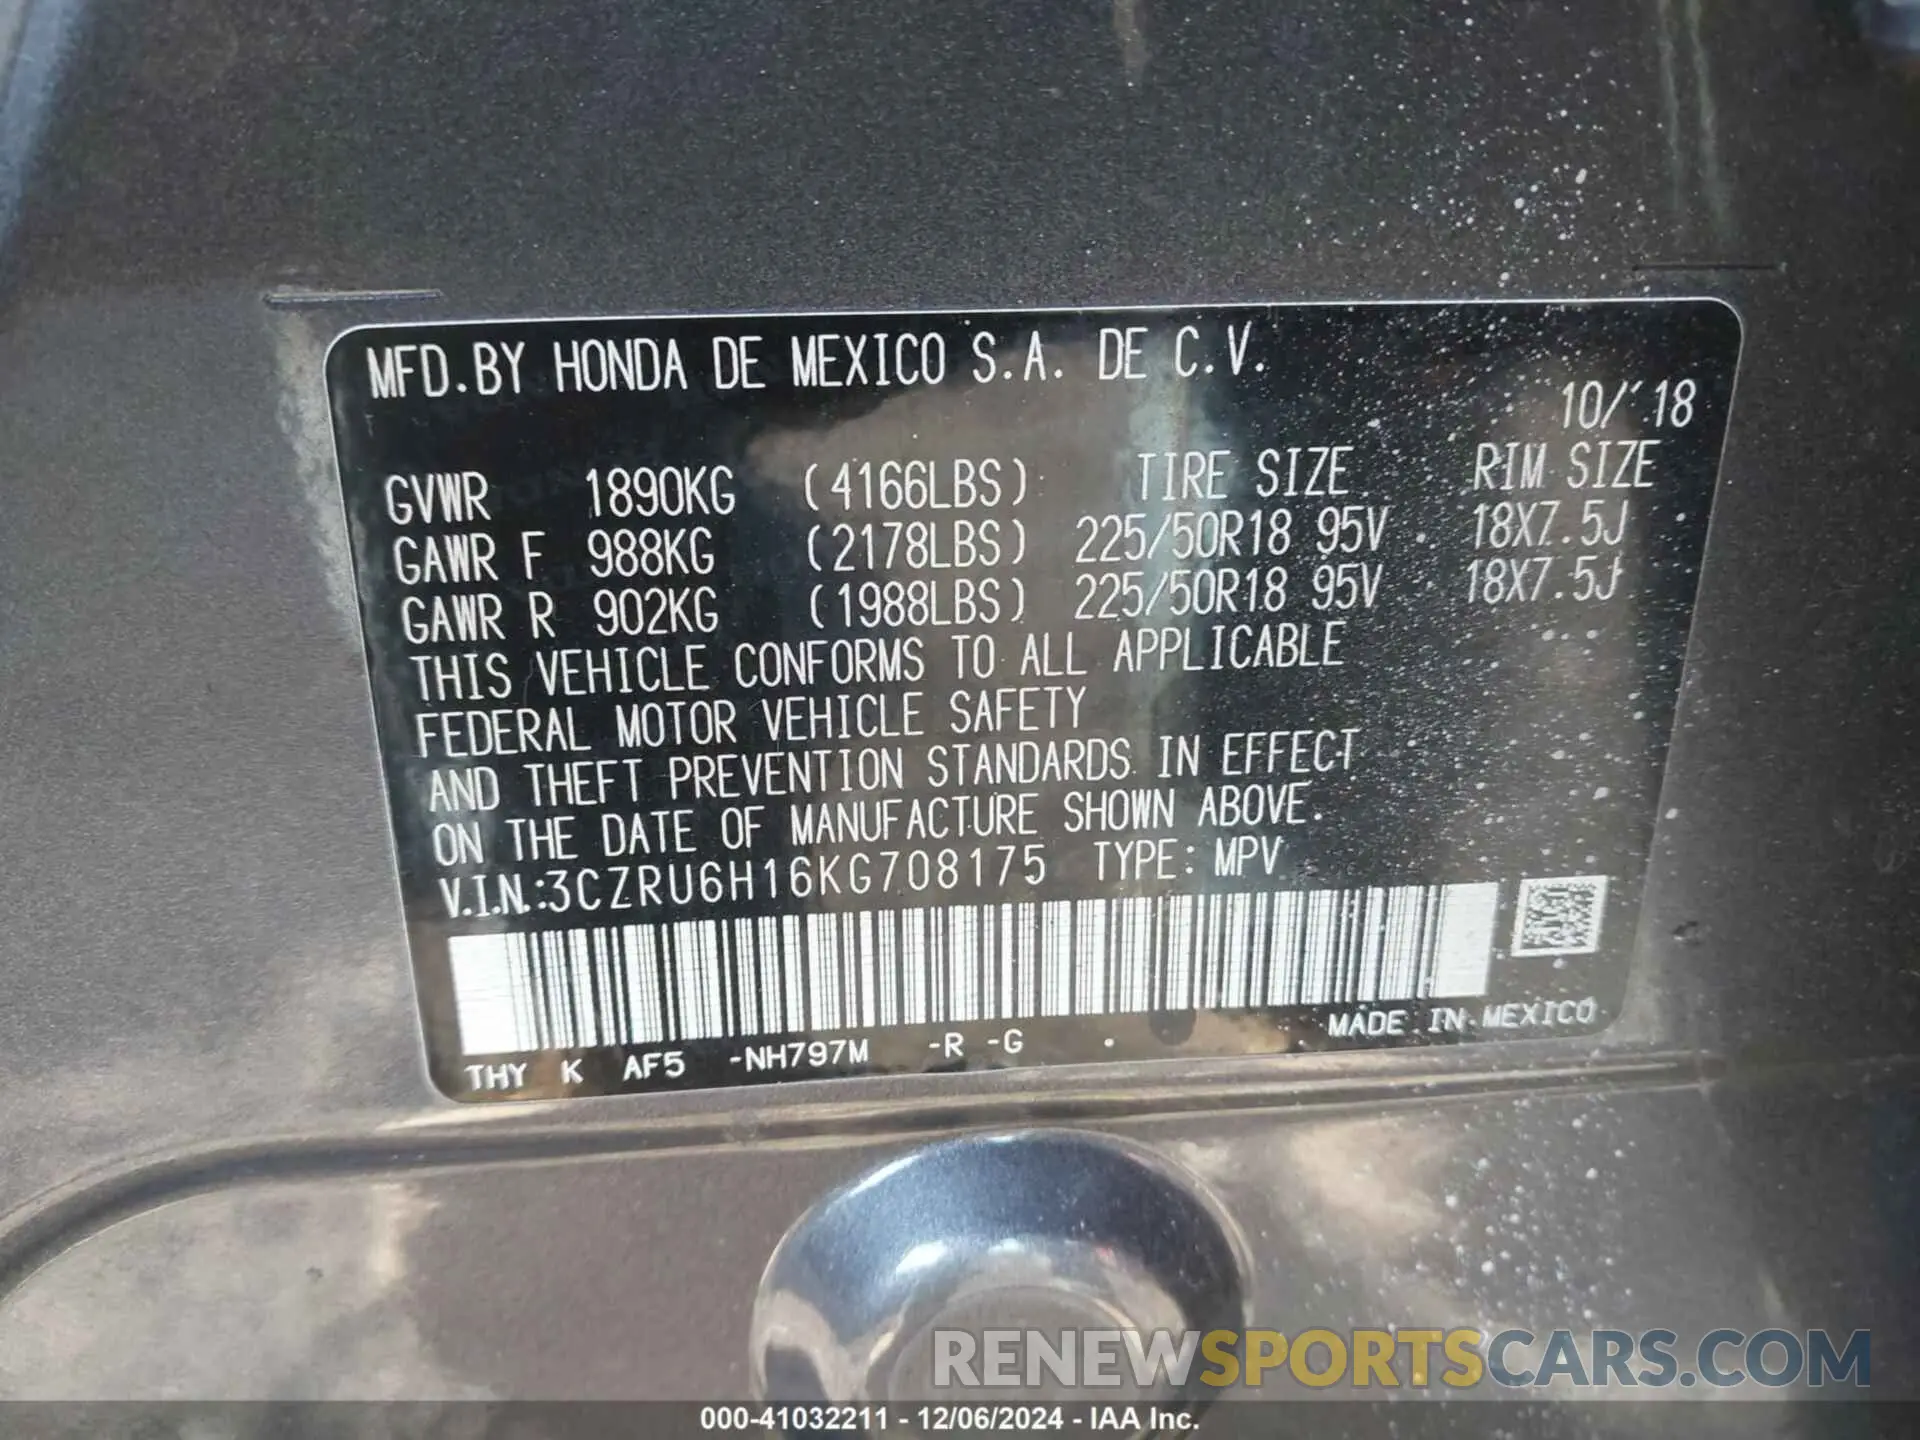 MFD.BY HONDA DE MEXICO S.A. DE C.V.
10/'18
GVWR 1890KG (4166LBS) TIRE SIZE RIM SIZE
GAWR F 988KG (2178LBS) 225/50R18 95V 18X7.5J
GAWR R 902KG (1988LBS) 225/50R18 95V 18X7.5J
THIS VEHICLE CONFORMS TO ALL APPLICABLE
FEDERAL MOTOR VEHICLE SAFETY
AND THEFT PREVENTION STANDARDS IN EFFECT
ON THE DATE OF MANUFACTURE SHOWN ABOVE.
V.I.N.:3CZRU6H16KG708175 TYPE: MPV
MADE IN MEXICO
THY K AF5 -NH797M -R -G
RENEWSPORTSCARS.COM
000-41032211 - 12/06/2024 - IAA Inc.